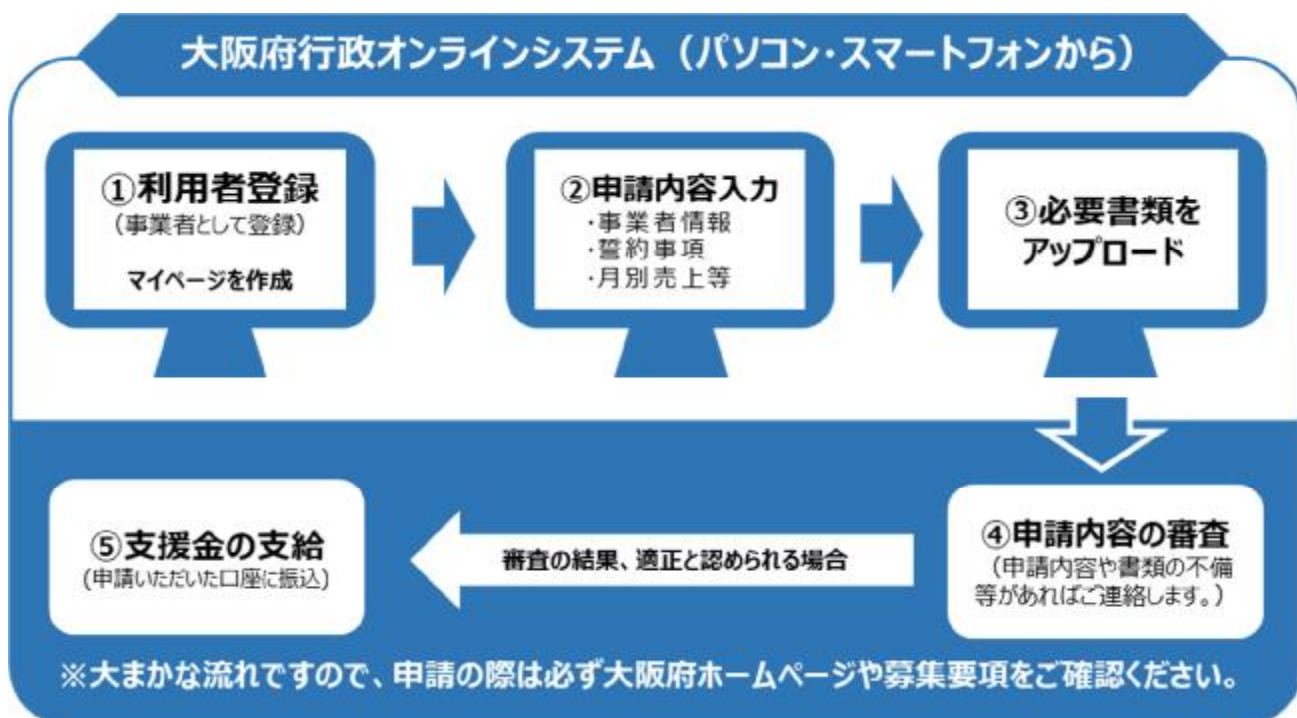 大阪府行政オンラインシステム（パソコン・スマートフォンから）
①利用者登録
（事業者として登録）
マイページを作成
②申請内容入力
・事業者情報
・誓約事項
・月別売上等
③必要書類を
アップロード
④申請内容の審査
（申請内容や書類の不備
等があればご連絡します。）
審査の結果、適正と認められる場合
⑤支援金の支給
(申請いただいた口座に振込)
※大まかな流れですので、申請の際は必ず大阪府ホームページや募集要項をご確認ください。